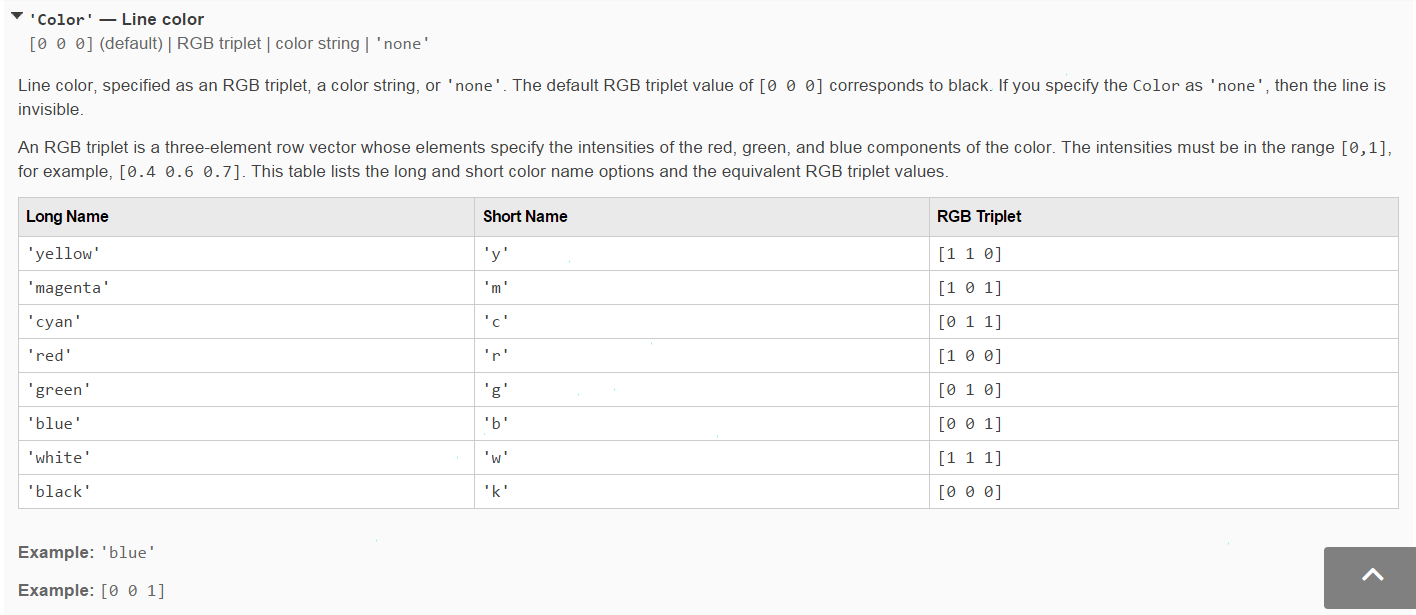 'Color' — Line color
[0 0 0] (default) | RGB triplet | color string | 'none'
Line color, specified as an RGB triplet, a color string, or 'none'. The default RGB triplet value of [0 0 0] corresponds to black. If you specify the Color as 'none', then the line is
invisible.
An RGB triplet is a three-element row vector whose elements specify the intensities of the red, green, and blue components of the color. The intensities must be in the range [0,1],
for example, [0.4 0.6 0.7]. This table lists the long and short color name options and the equivalent RGB triplet values.
Long Name Short Name RGB Triplet
'yellow' 'y' [1 1 0]
'magenta' 'm' [1 0 1]
'cyan' 'c' [0 1 1]
'red' 'r' [1 0 0]
'green' 'g' [0 1 0]
'blue' 'b' [0 0 1]
'white' 'w' [1 1 1]
'black' 'k' [0 0 0]
Example: 'blue'
Example: [0 0 1]